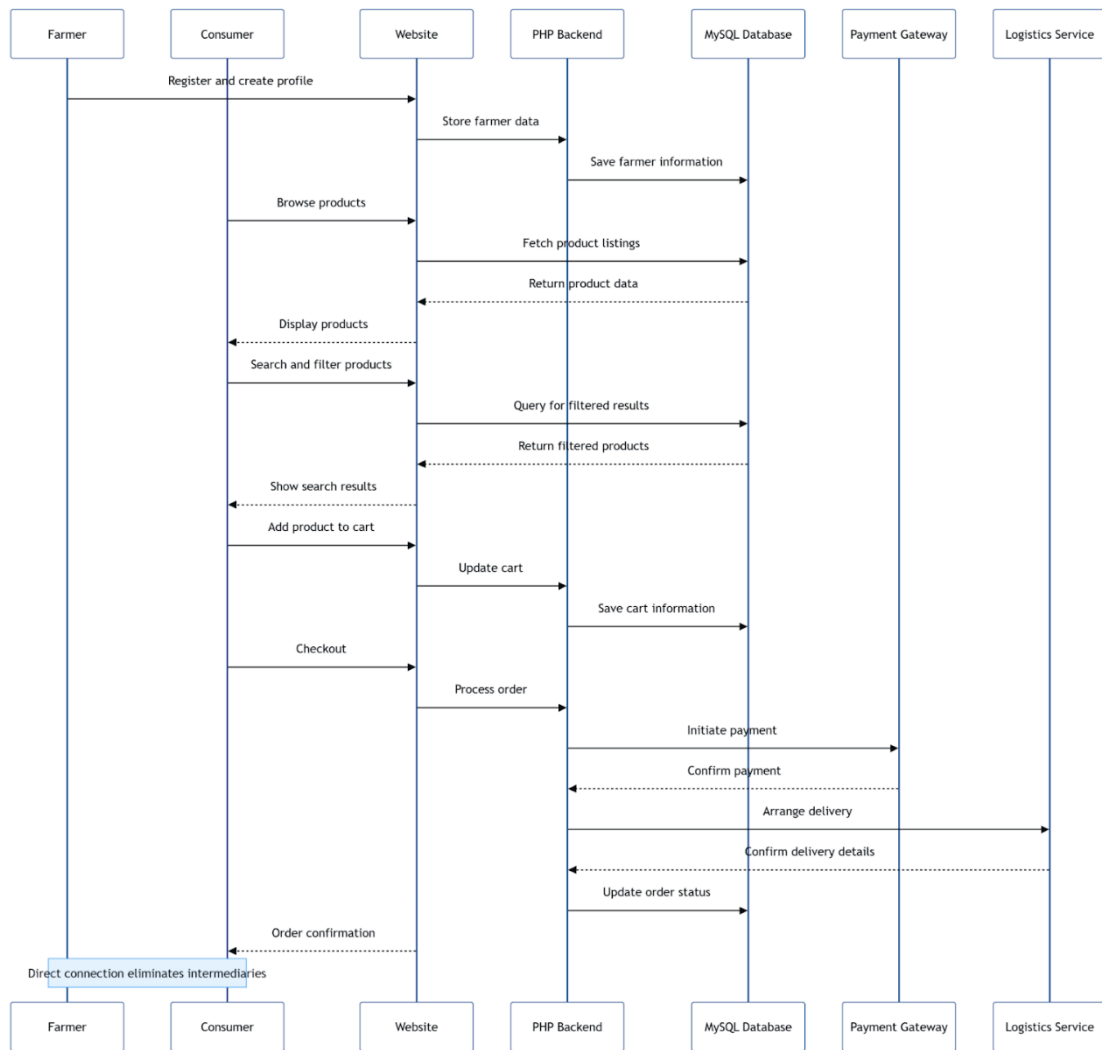 Farmer
Consumer
Website
PHP Backend
MySQL Database
Payment Gateway
Logistics Service
Register and create profile
Store farmer data
Save farmer information
Browse products
Fetch product listings
Return product data
Display products
Search and filter products
Query for filtered results
Return filtered products
Show search results
Add product to cart
Update cart
Save cart information
Checkout
Process order
Initiate payment
Confirm payment
Arrange delivery
Confirm delivery details
Update order status
Order confirmation
Direct connection eliminates intermediaries
Farmer
Consumer
Website
PHP Backend
MySQL Database
Payment Gateway
Logistics Service